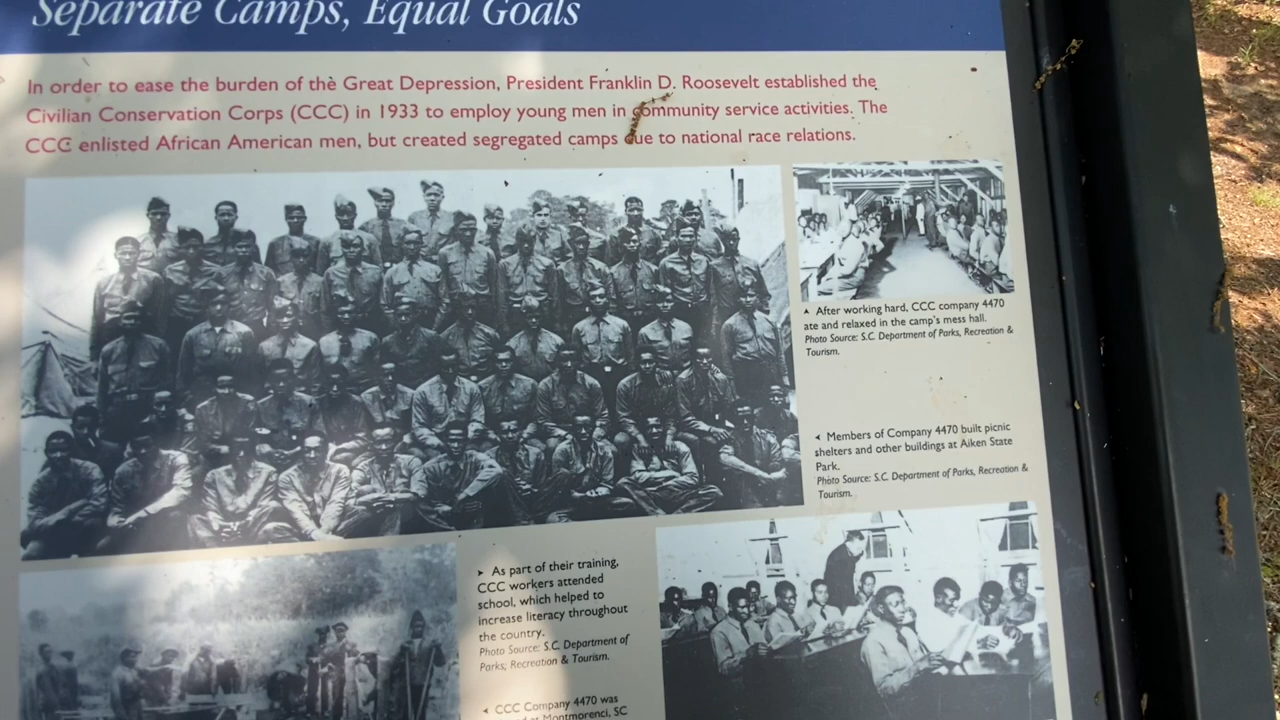 Separate Camps, Equal Goals
In order to ease the burden of the Great Depression, President Franklin D. Roosevelt established the
Civilian Conservation Corps (CCC) in 1933 to employ young men in community service activities. The
CCC enlisted African American men, but created segregated camps due to national race relations.
After working hard, CCC company 4470
ate and relaxed in the camp's mess hall.
Photo Source: S.C. Department of Parks, Recreation &
Tourism.
Members of Company 4470 built picnic
shelters and other buildings at Aiken State
Park.
Photo Source: S.C. Department of Parks, Recreation &
Tourism.
As part of their training,
CCC workers attended
school, which helped to
increase literacy throughout
the country.
Photo Source: S.C. Department of
Parks, Recreation & Tourism.
CCC Company 4470 was
at Montmorenci, SC